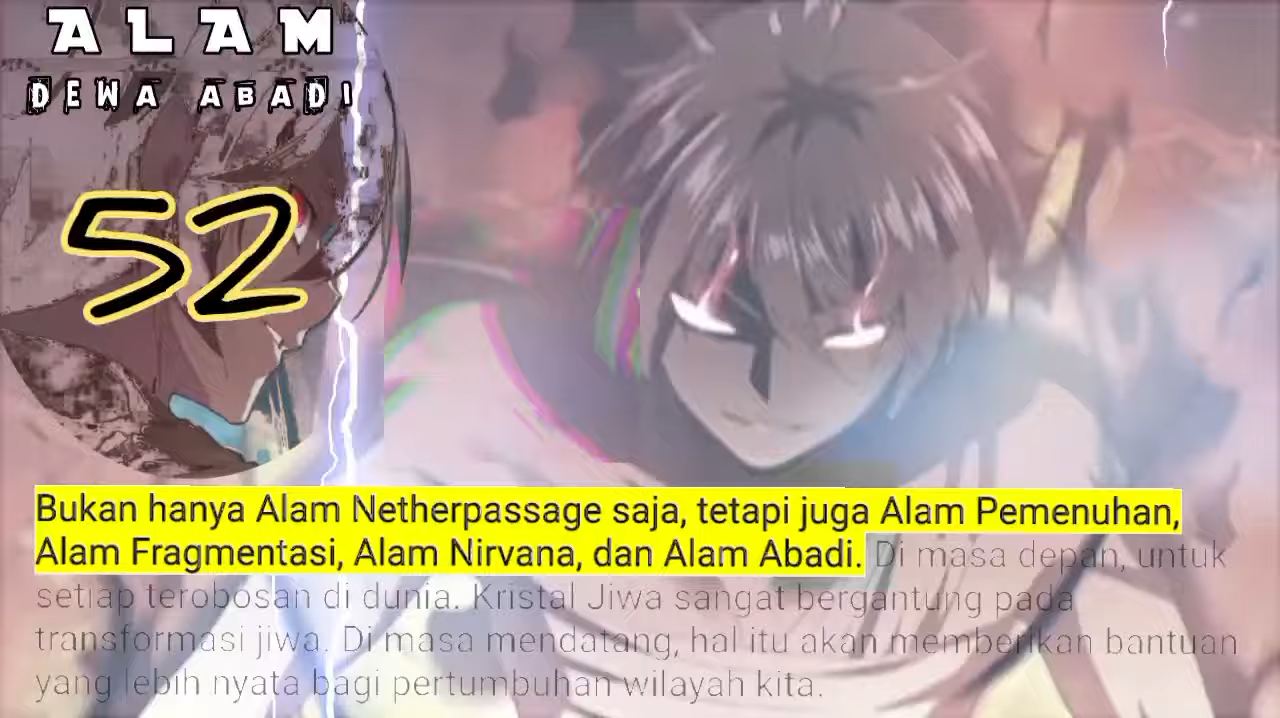 ALAM
DEWA ABADI
52
Bukan hanya Alam Netherpassage saja, tetapi juga Alam Pemenuhan,
Alam Fragmentasi, Alam Nirvana, dan Alam Abadi. Di masa depan, untuk
setiap terobosan di dunia. Kristal Jiwa sangat bergantung pada
transformasi jiwa. Di masa mendatang, hal itu akan memberikan bantuan
yang lebih nyata bagi pertumbuhan wilayah kita.